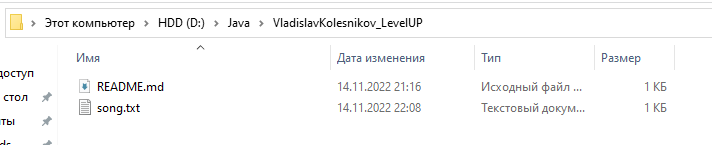 Этот компьютер > HDD (D:) > Java > VladislavKolesnikov_LevelUP
Имя Дата изменения Тип Размер
доступ
README.md 14.11.2022 21:16 Исходный файл ... 1 КБ
стол
song.txt 14.11.2022 22:08 Текстовый докум... 1 КБ
нты